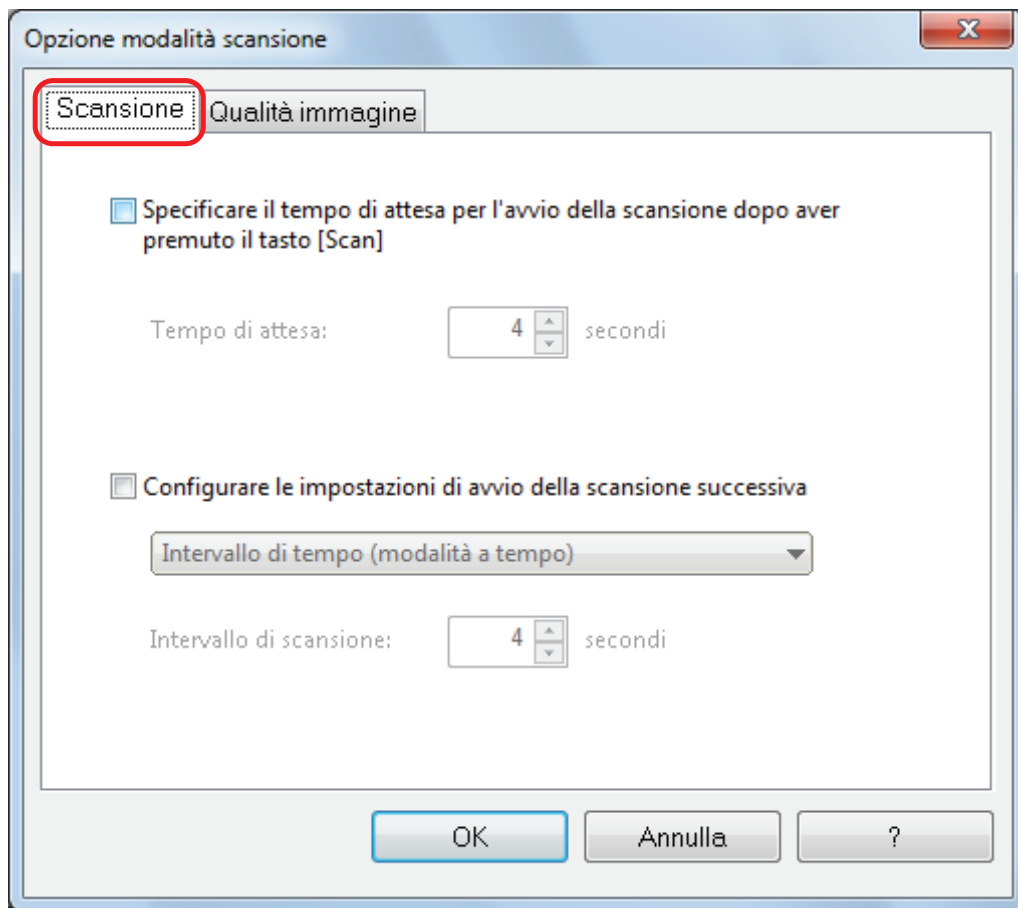 Opzione modalità scansione
Scansione
Qualità immagine
Specificare il tempo di attesa per l'avvio della scansione dopo aver
premuto il tasto [Scan]
Tempo di attesa: 4 secondi
Configurare le impostazioni di avvio della scansione successiva
Intervallo di tempo (modalità a tempo)
Intervallo di scansione: 4 secondi
OK Annulla ?